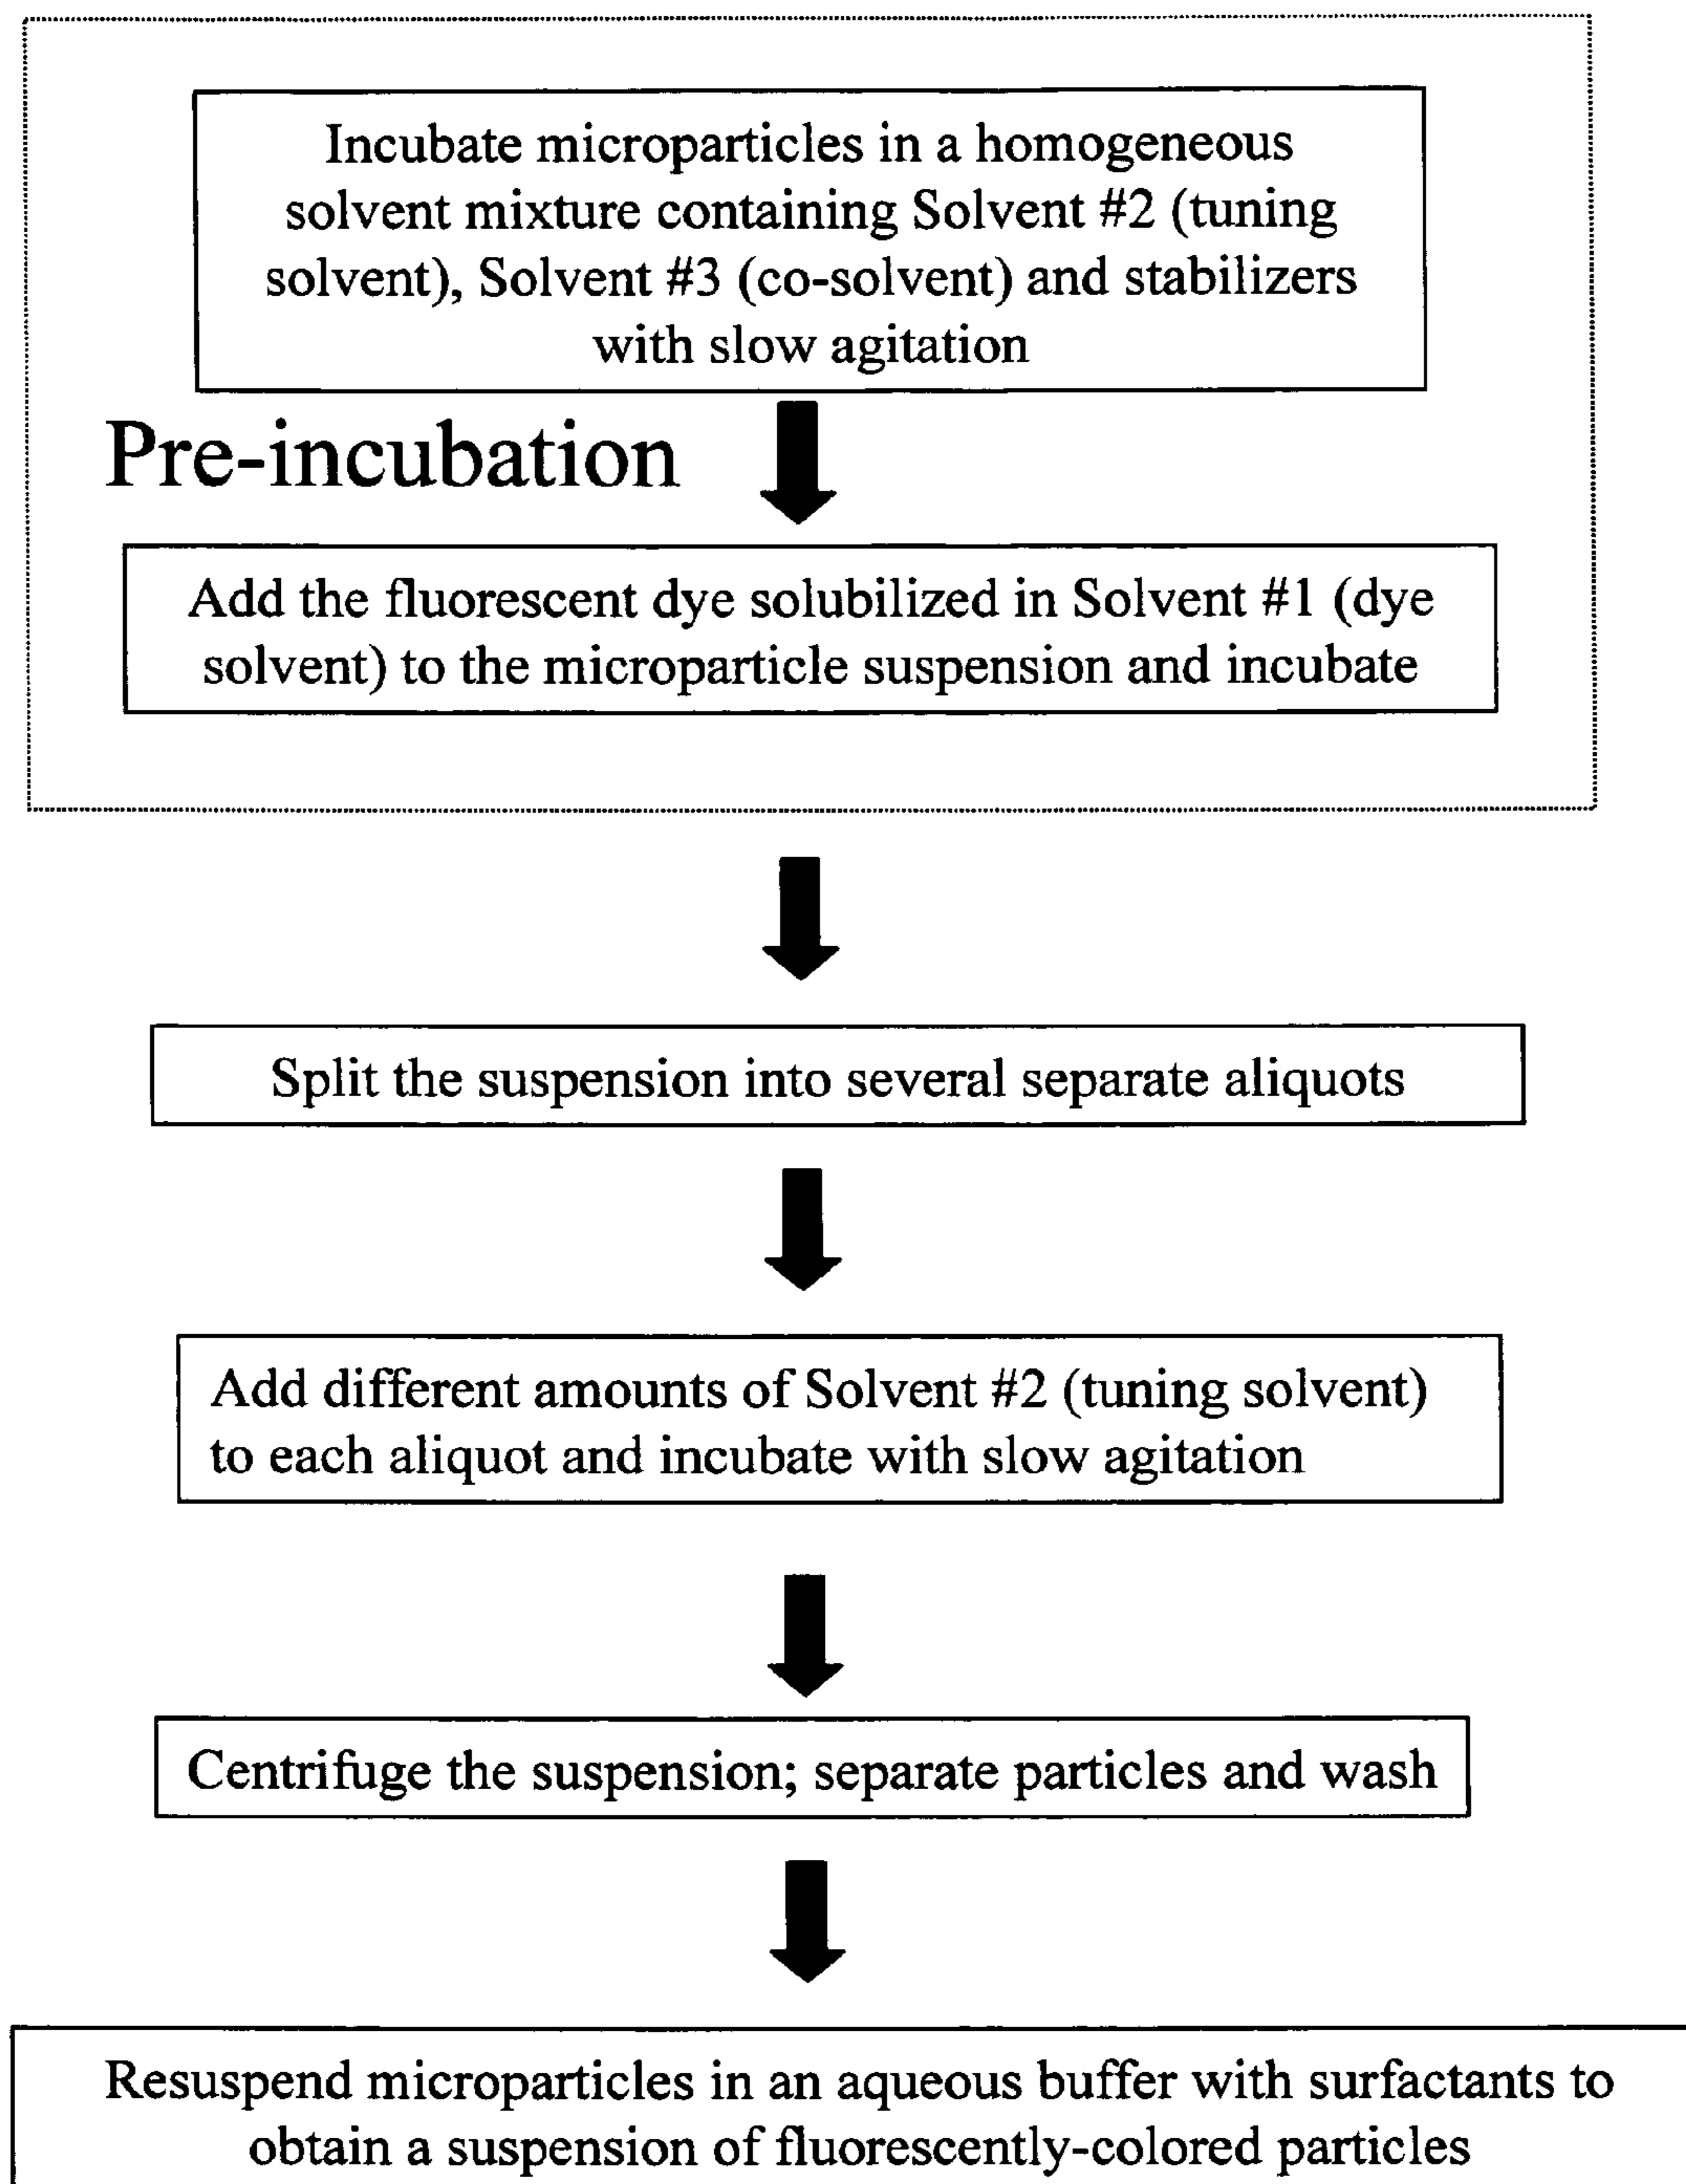 Incubate microparticles in a homogeneous
solvent mixture containing Solvent #2 (tuning
solvent), Solvent #3 (co-solvent) and stabilizers
with slow agitation
Pre-incubation
Add the fluorescent dye solubilized in Solvent #1 (dye
solvent) to the microparticle suspension and incubate
Split the suspension into several separate aliquots
Add different amounts of Solvent #2 (tuning solvent)
to each aliquot and incubate with slow agitation
Centrifuge the suspension; separate particles and wash
Resuspend microparticles in an aqueous buffer with surfactants to
obtain a suspension of fluorescently-colored particles